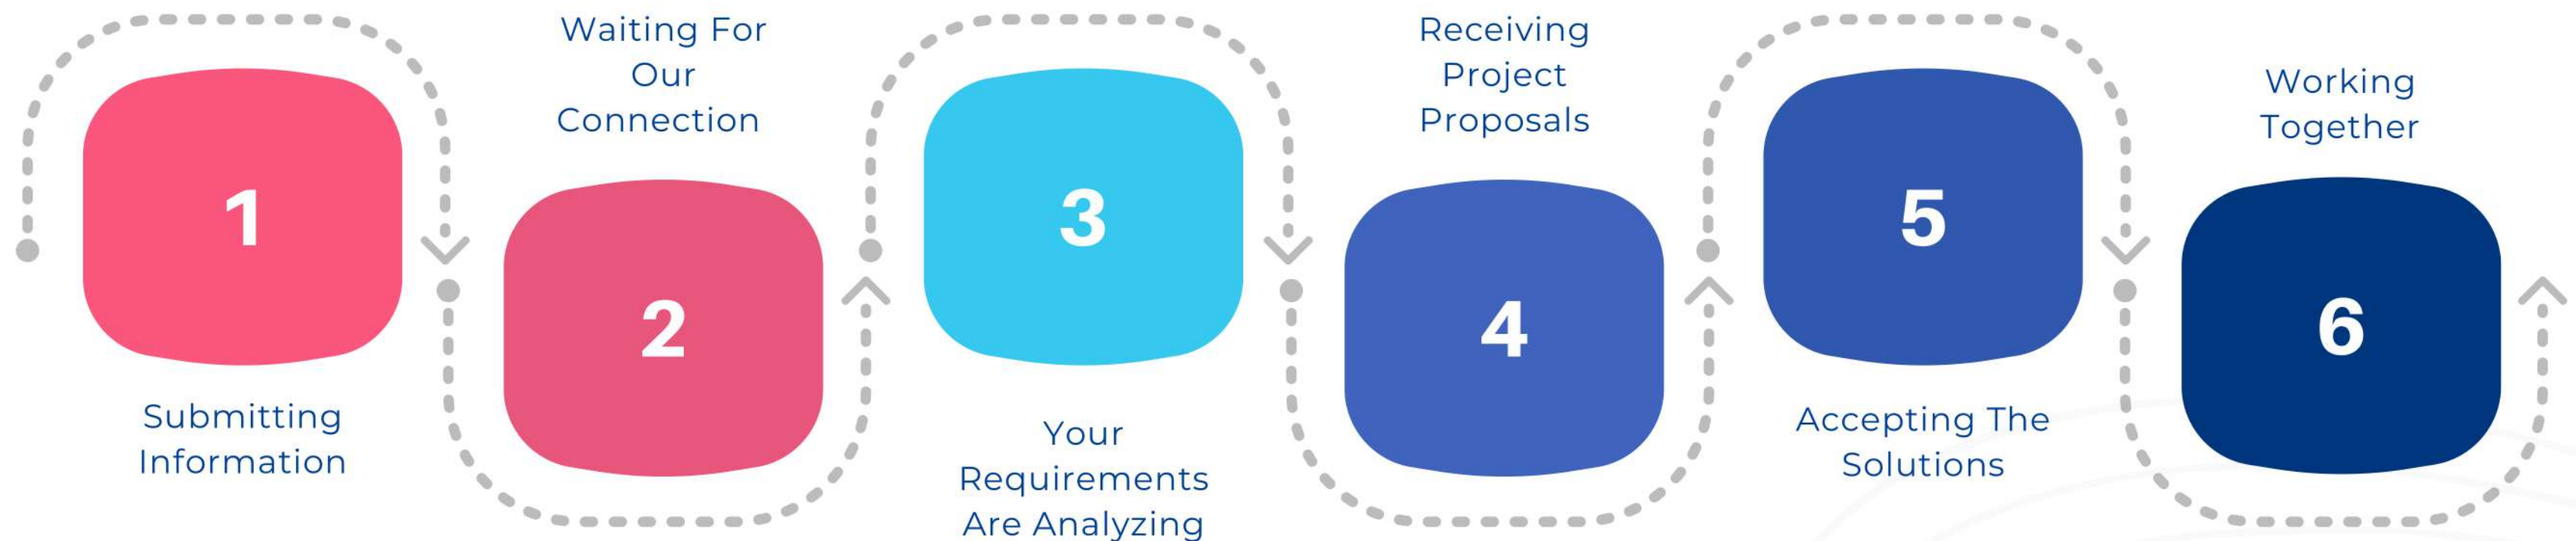 1
Submitting
Information
Waiting For
Our
Connection
2
3
Your
Requirements
Are Analyzing
Receiving
Project
Proposals
4
5
Accepting The
Solutions
Working
Together
6